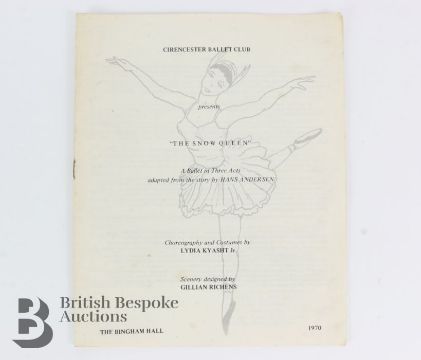 CIRENCESTER BALLET CLUB
presents
"THE SNOW QUEEN"
A Ballet in Three Acts
adapted from the story by HANS ANDERSEN
Choreography and Costumes by
LYDIA KYASHT Jr.
Scenery designed by
GILLIAN RICHENS
THE BINGHAM HALL
1970
B
British Bespoke
Auctions